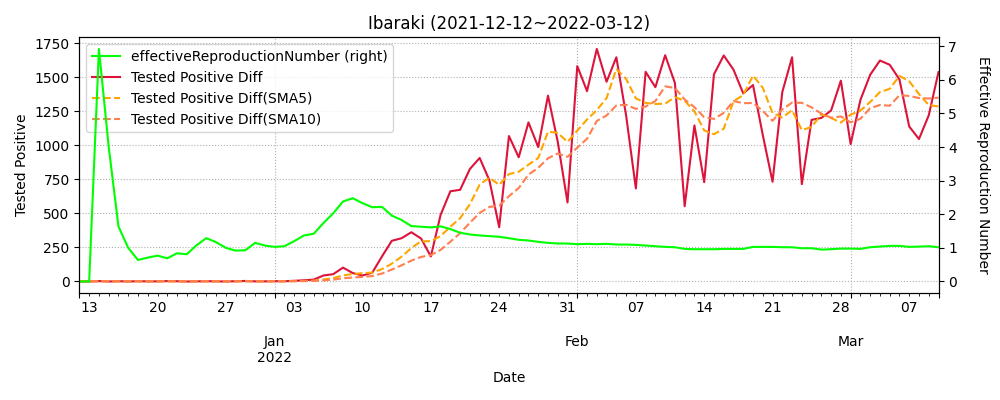 Ibaraki (2021-12-12~2022-03-12)
effectiveReproductionNumber (right)
Tested Positive Diff
Tested Positive Diff(SMA5)
Tested Positive Diff(SMA10)
Tested Positive
1750
1500
1250
1000
750
500
250
0
7
6
5
4
3
2
1
0
Effective Reproduction Number
13 20 27 03 10 17 24 31 07 14 21 28 07
Jan Feb Mar
2022
Date